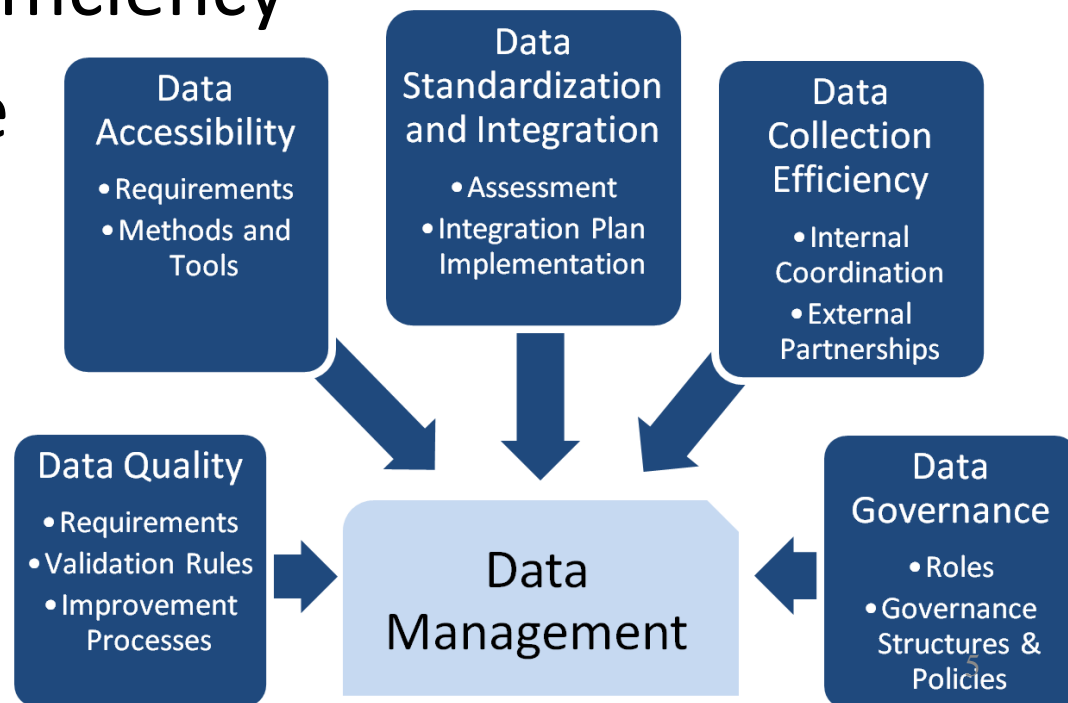 Data
Accessibility
•Requirements
•Methods and
Tools
Data
Standardization
and Integration
•Assessment
•Integration Plan
Implementation
Data
Collection
Efficiency
•Internal
Coordination
•External
Partnerships
Data Quality
•Requirements
•Validation Rules
•Improvement
Processes
Data
Management
Data
Governance
•Roles
•Governance
Structures &
Policies
5